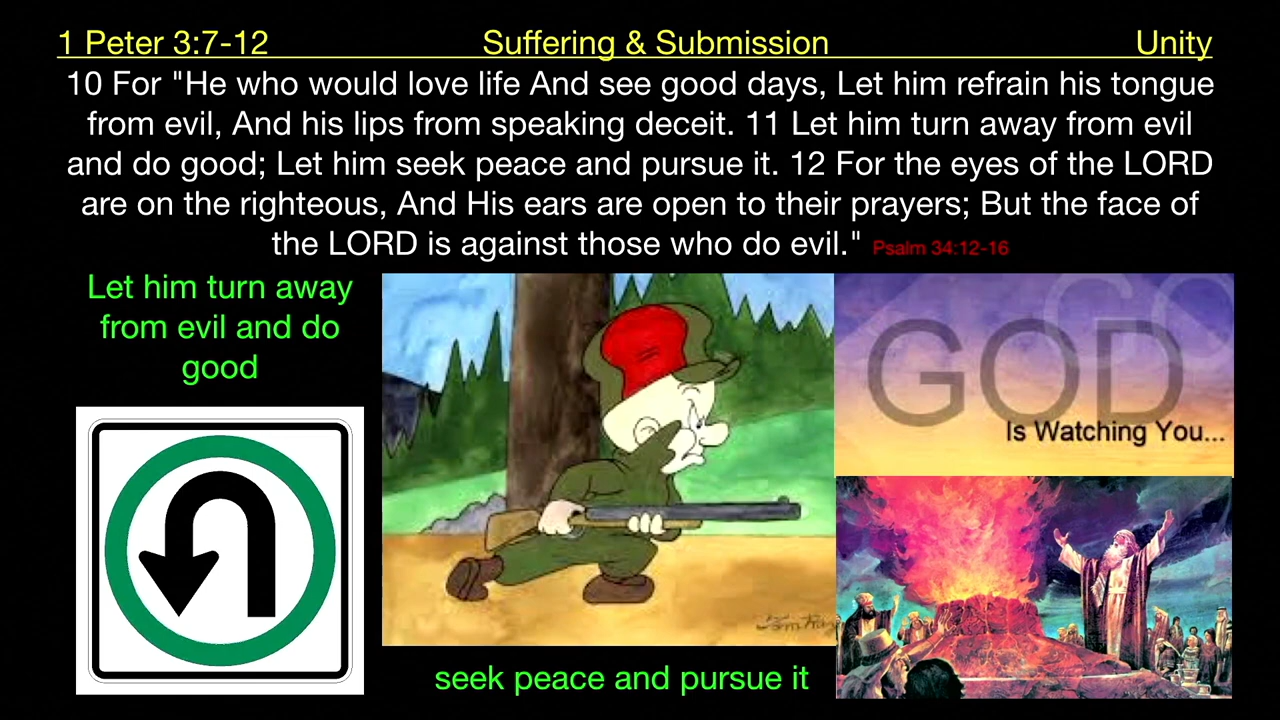 1 Peter 3:7-12 Suffering & Submission Unity
10 For "He who would love life And see good days, Let him refrain his tongue
from evil, And his lips from speaking deceit. 11 Let him turn away from evil
and do good; Let him seek peace and pursue it. 12 For the eyes of the LORD
are on the righteous, And His ears are open to their prayers; But the face of
the LORD is against those who do evil." Psalm 34:12-16
Let him turn away
from evil and do
good
GO
GOD
Is Watching You...
seek peace and pursue it